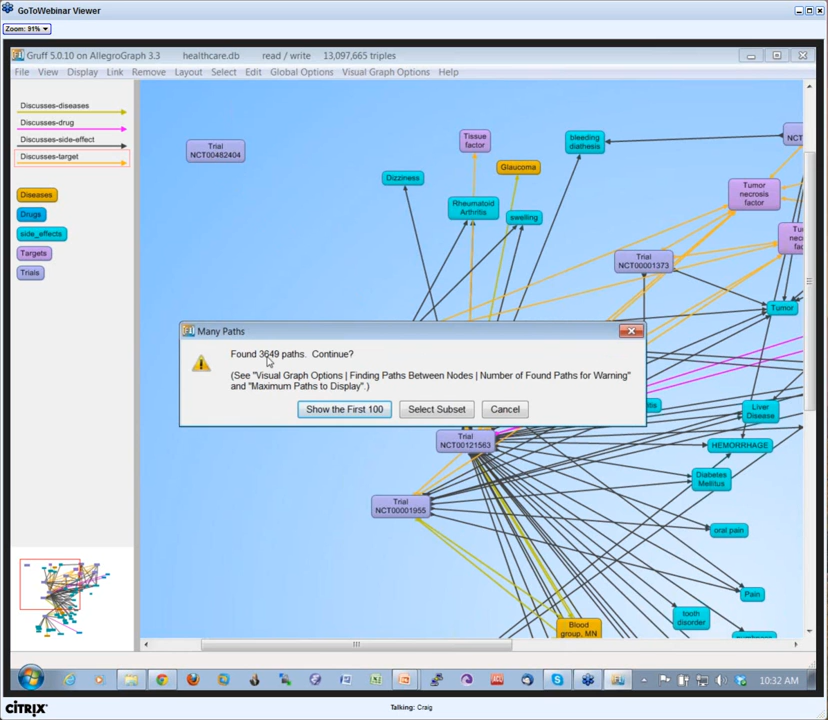 GoToWebinar Viewer
Zoom: 91%
Gruff 5.0.10 on AllegroGraph 3.3 healthcare.db read / write 13,097,665 triples
File View Display Link Remove Layout Select Edit Global Options Visual Graph Options Help
Discusses-diseases
Discusses-drug
Discusses-side-effect
Discusses-target
Diseases
Drugs
side_effects
Targets
Trials
Trial
NCT00482404
Tissue
factor
bleeding
diathesis
Glaucoma
Dizziness
Rheumatoid
Arthritis
swelling
Tumor
necrosis
factor
Trial
NCT00001373
Tumor
Many Paths
Found 3649 paths. Continue?
(See "Visual Graph Options | Finding Paths Between Nodes | Number of Found Paths for Warning"
and "Maximum Paths to Display".)
Show the First 100
Select Subset
Cancel
Liver
Disease
Trial
NCT00121563
HEMORRHAGE
Diabetes
Mellitus
Trial
NCT00001955
oral pain
Pain
tooth
disorder
Blood
group, MN
10:32 AM
CITRIX
Talking: Craig